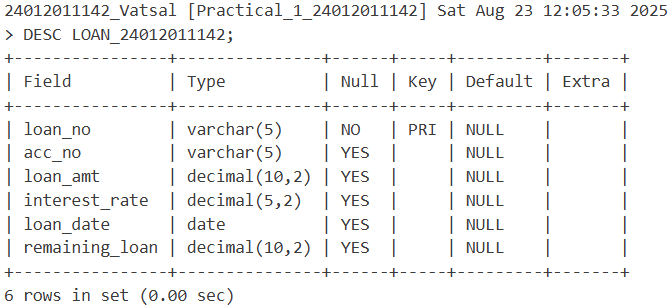 24012011142_Vatsal [Practical_1_24012011142] Sat Aug 23 12:05:33 2025
> DESC LOAN_24012011142;
+----------------+---------------+------+-----+---------+-------+
| Field          | Type          | Null | Key | Default | Extra |
+----------------+---------------+------+-----+---------+-------+
| loan_no        | varchar(5)    | NO   | PRI | NULL    |       |
| acc_no         | varchar(5)    | YES  |     | NULL    |       |
| loan_amt       | decimal(10,2) | YES  |     | NULL    |       |
| interest_rate  | decimal(5,2)  | YES  |     | NULL    |       |
| loan_date      | date          | YES  |     | NULL    |       |
| remaining_loan | decimal(10,2) | YES  |     | NULL    |       |
+----------------+---------------+------+-----+---------+-------+
6 rows in set (0.00 sec)